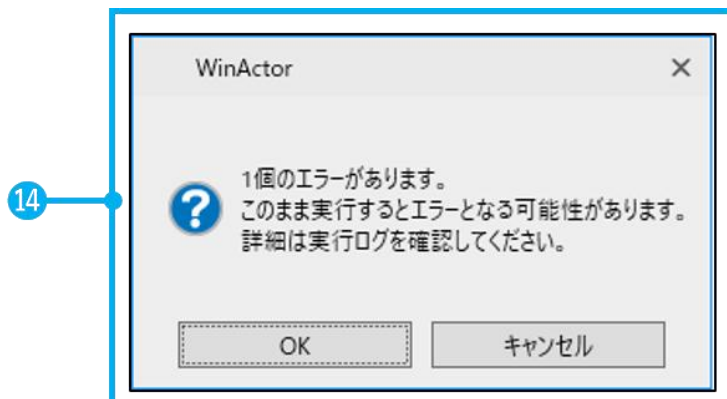 WinActor
1個のエラーがあります。
このまま実行するとエラーとなる可能性があります。
詳細は実行ログを確認してください。
14
OK
キャンセル